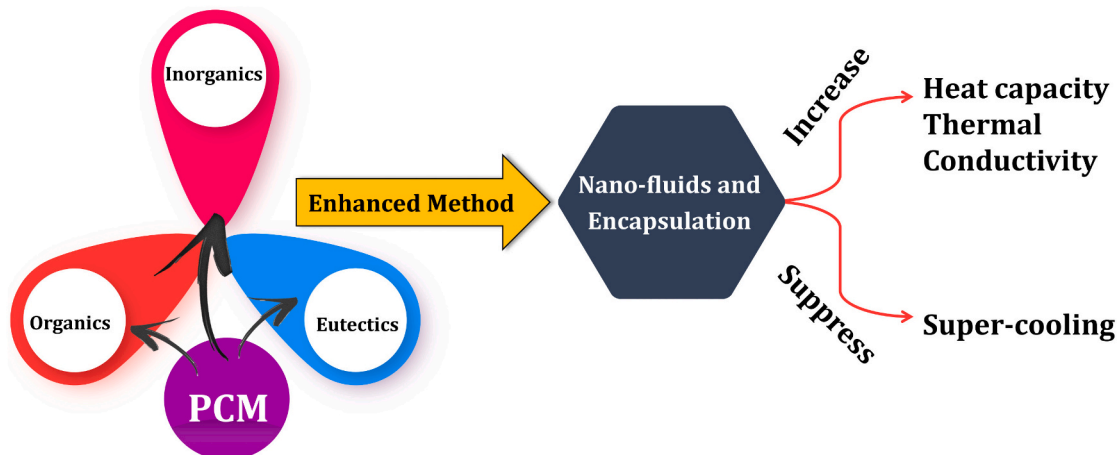 Inorganics
Organics
Eutectics
PCM
Enhanced Method
Nano-fluids and
Encapsulation
Increase
Heat capacity
Thermal
Conductivity
Suppress
Super-cooling